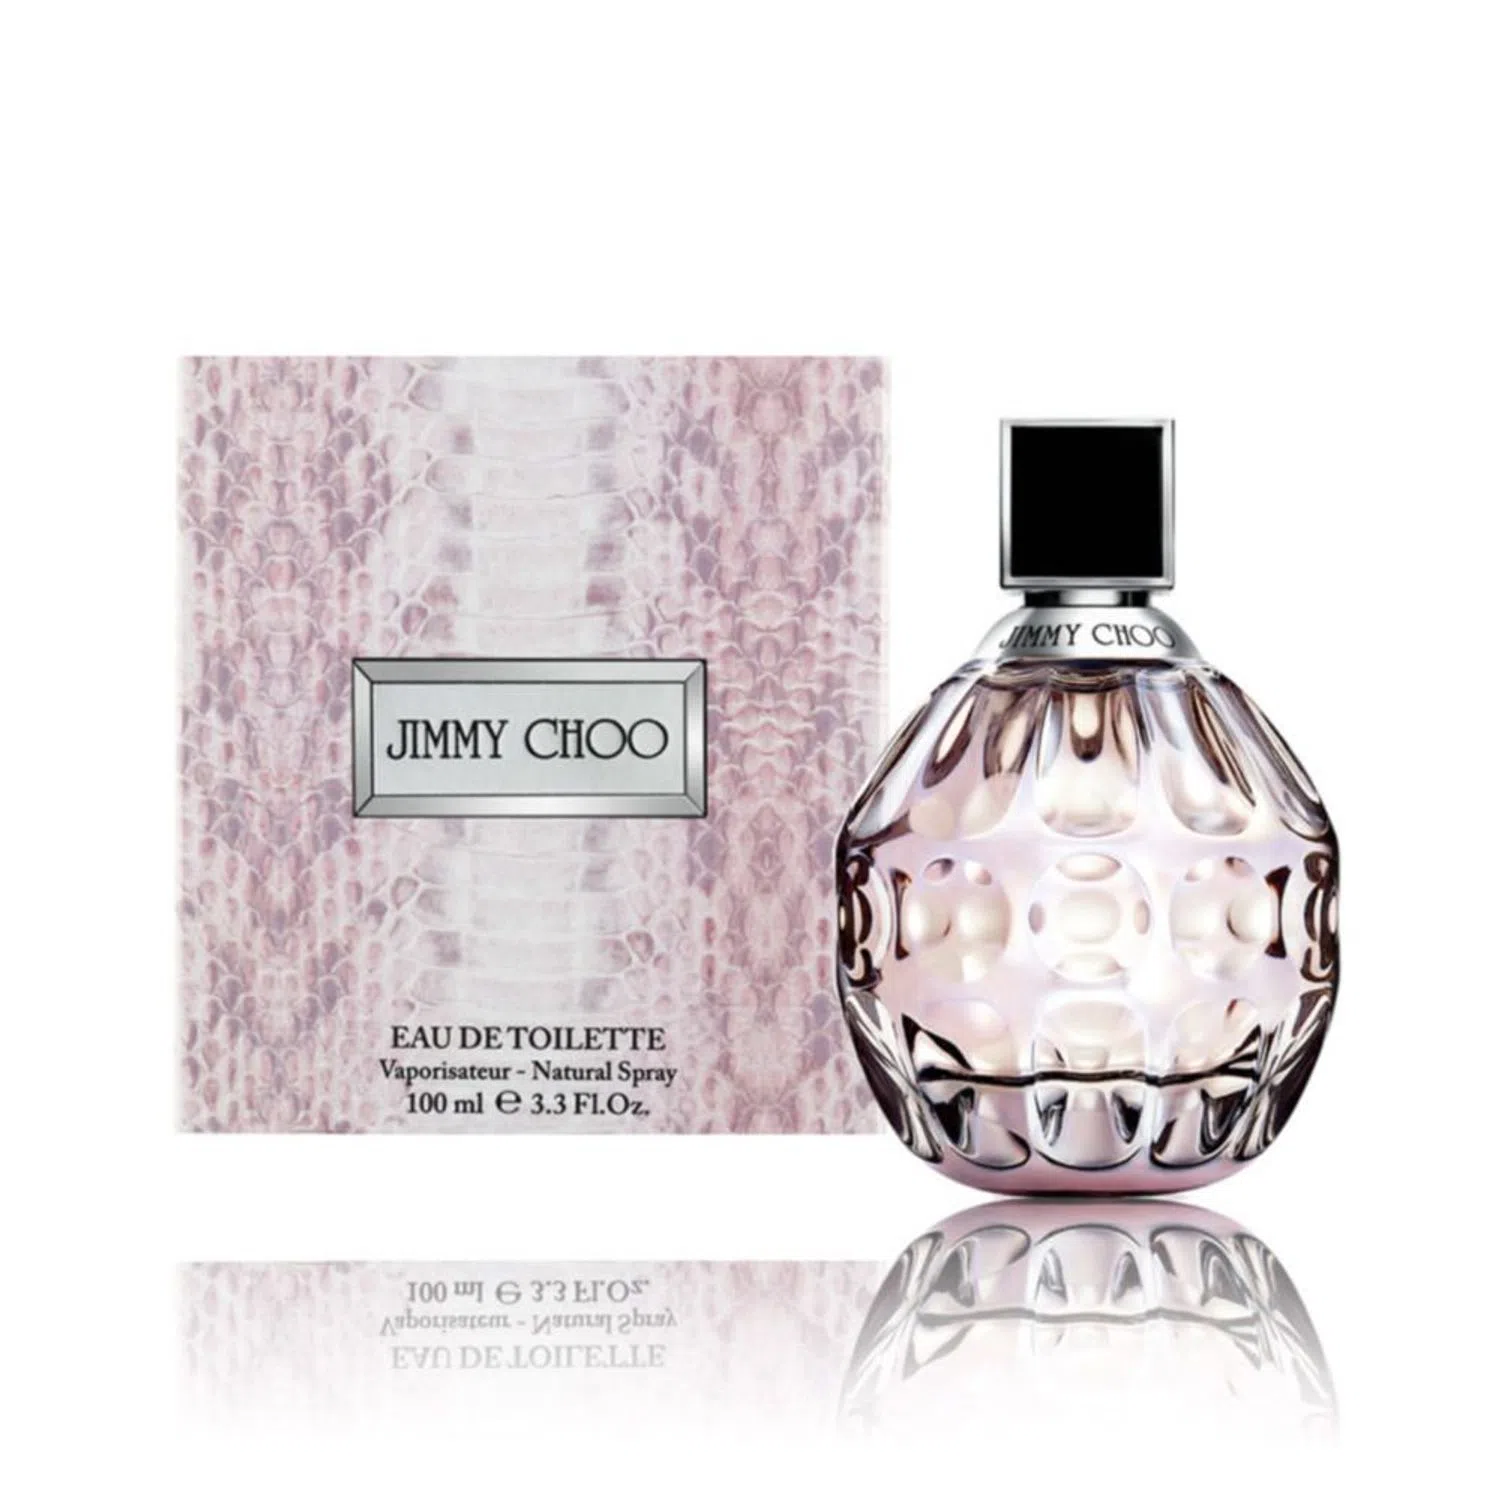 JIMMY CHOO
EAU DE TOILETTE
Vaporisateur - Natural Spray
100 ml ℮ 3.3 Fl.Oz.
JIMMY CHOO
100 ml ℮ 3.3 Fl.Oz.
Vaporisateur - Natural Spray
EAU DE TOILETTE